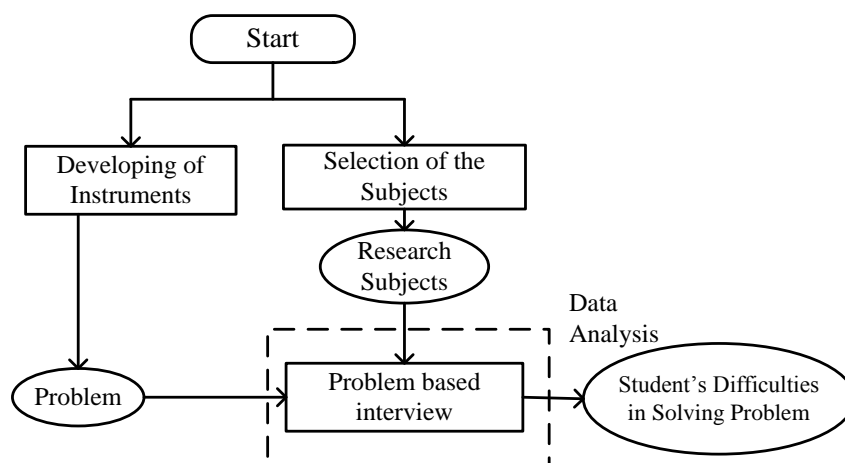 Start
Developing of
Instruments
Selection of the
Subjects
Research
Subjects
Data
Analysis
Problem
Problem based
interview
Student’s Difficulties
in Solving Problem